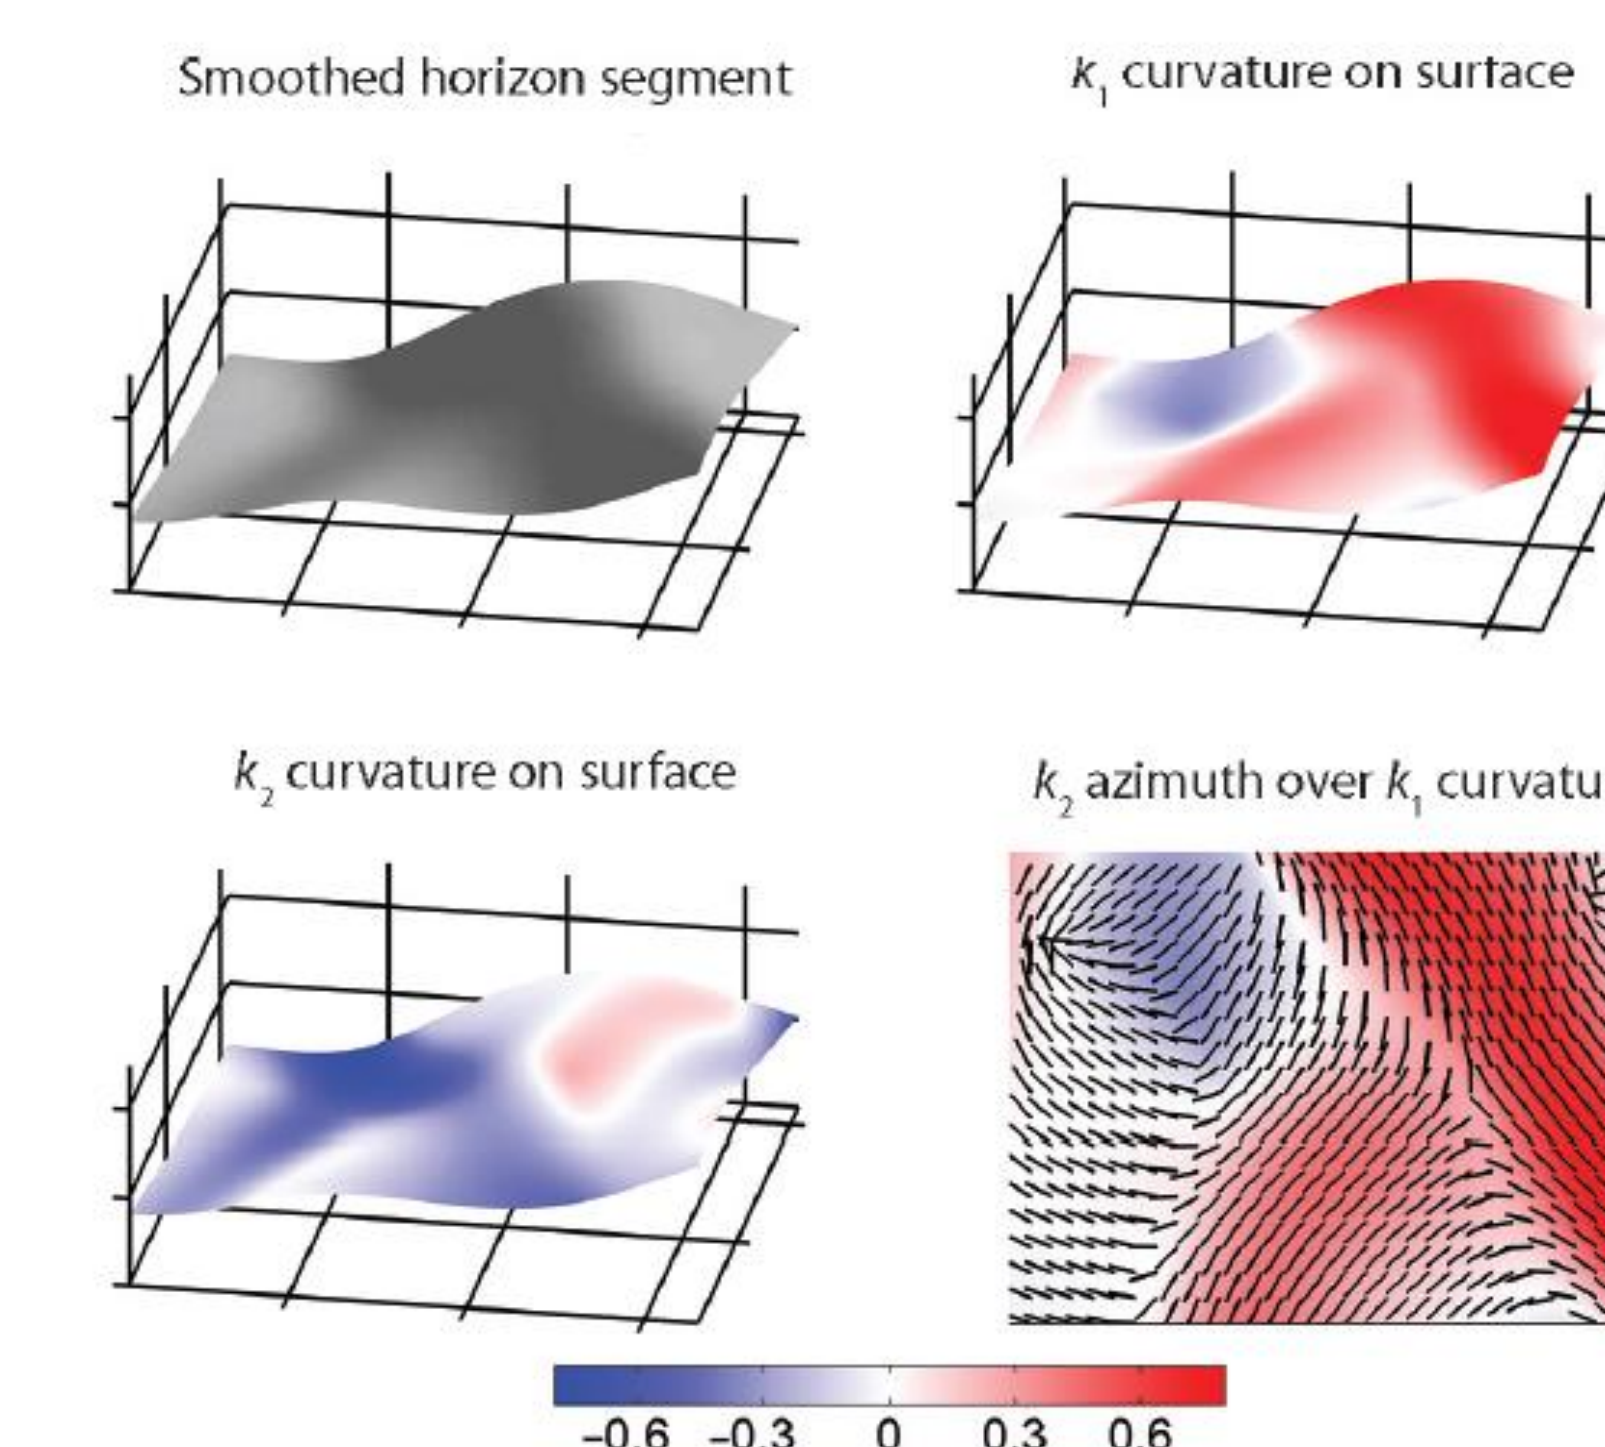 Smoothed horizon segment
k₁ curvature on surface
k₂ curvature on surface
k₂ azimuth over k₁ curvatu
−0.6 −0.3 0 0.3 0.6